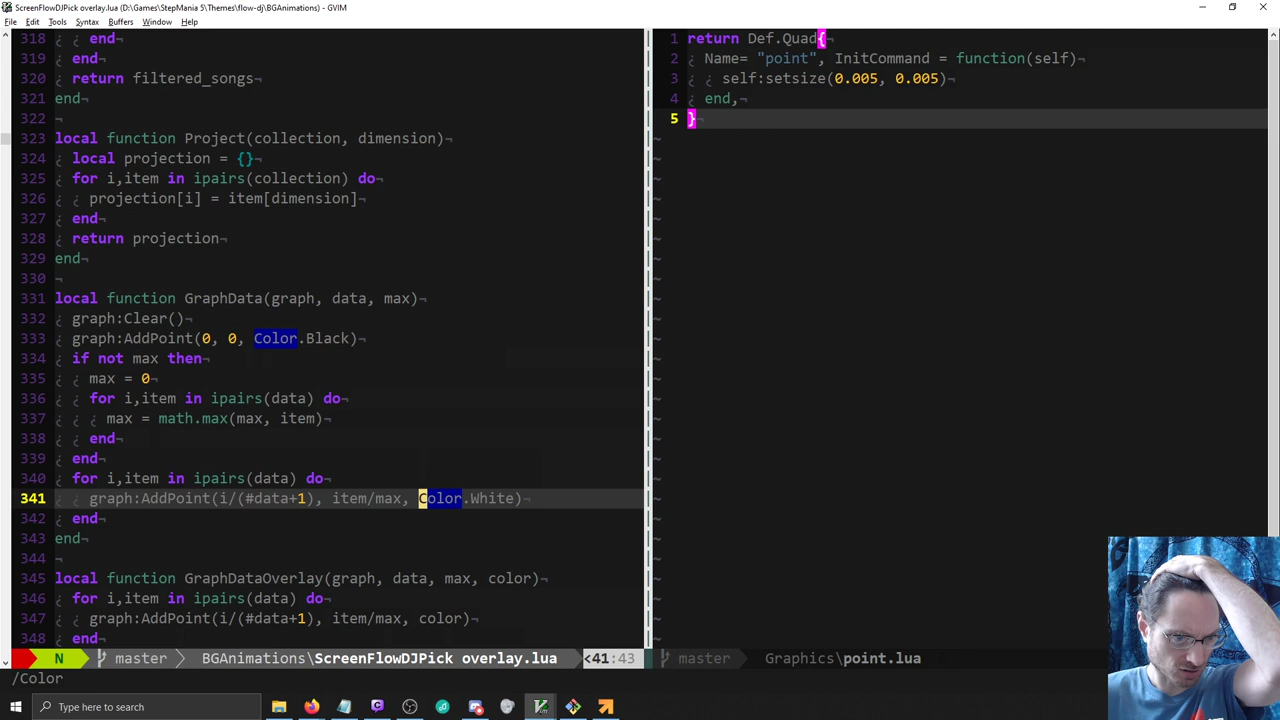 ScreenFlowDJPick overlay.lua (D:\Games\StepMania 5\Themes\flow-dj\BGAnimations) - GVIM
File Edit Tools Syntax Buffers Window Help
318 ¿ ¿ end¬
319 ¿ end¬
320 ¿ return filtered_songs¬
321 end¬
322 ¬
323 local function Project(collection, dimension)¬
324 ¿ local projection = {}¬
325 ¿ for i,item in ipairs(collection) do¬
326 ¿ ¿ projection[i] = item[dimension]¬
327 ¿ end¬
328 ¿ return projection¬
329 end¬
330 ¬
331 local function GraphData(graph, data, max)¬
332 ¿ graph:Clear()¬
333 ¿ graph:AddPoint(0, 0, Color.Black)¬
334 ¿ if not max then¬
335 ¿ ¿ max = 0¬
336 ¿ ¿ for i,item in ipairs(data) do¬
337 ¿ ¿ ¿ max = math.max(max, item)¬
338 ¿ ¿ end¬
339 ¿ end¬
340 ¿ for i,item in ipairs(data) do¬
341 ¿ ¿ graph:AddPoint(i/(#data+1), item/max, Color.White)¬
342 ¿ end¬
343 end¬
344 ¬
345 local function GraphDataOverlay(graph, data, max, color)¬
346 ¿ for i,item in ipairs(data) do¬
347 ¿ ¿ graph:AddPoint(i/(#data+1), item/max, color)¬
348 ¿ end¬
N master BGAnimations\ScreenFlowDJPick overlay.lua <41:43
/Color
1 return Def.Quad{¬
2 ¿ Name= "point", InitCommand = function(self)¬
3 ¿ ¿ self:setsize(0.005, 0.005)¬
4 ¿ end,¬
5 }¬
master Graphics\point.lua
Type here to search